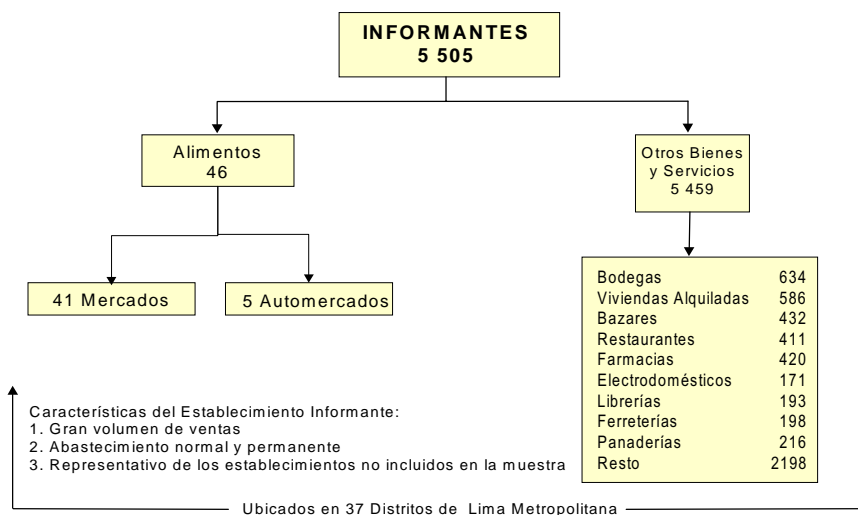 INFORMANTES
5 505
Alimentos
46
Otros Bienes
y Servicios
5 459
41 Mercados
5 Automercados
Bodegas 634
Viviendas Alquiladas 586
Bazares 432
Restaurantes 411
Farmacias 420
Electrodomésticos 171
Librerías 193
Ferreterías 198
Panaderías 216
Resto 2198
Características del Establecimiento Informante:
1. Gran volumen de ventas
2. Abastecimiento normal y permanente
3. Representativo de los establecimientos no incluidos en la muestra
Ubicados en 37 Distritos de Lima Metropolitana